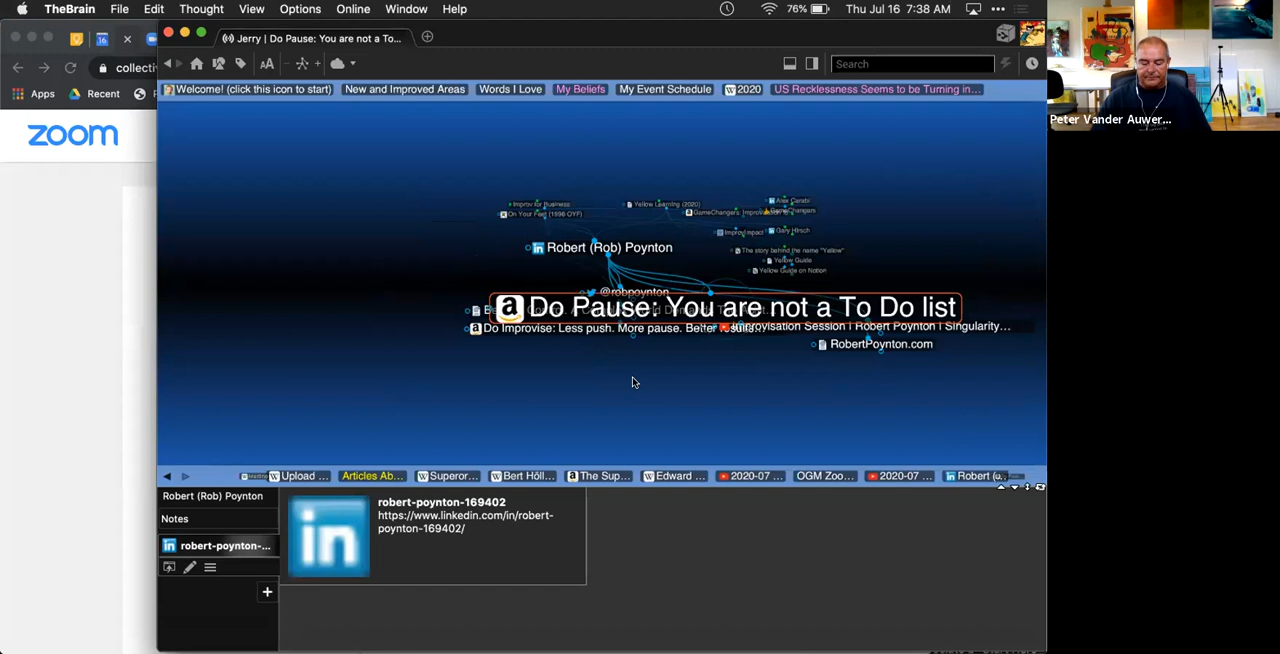 TheBrain File Edit Thought View Options Online Window Help 76% Thu Jul 16 7:38 AM
Jerry | Do Pause: You are not a To...
collecti
AA Search
Apps Recent
Welcome! (click this icon to start) New and Improved Areas Words I Love My Beliefs My Event Schedule 2020 US Recklessness Seems to be Turning in...
Peter Vander Auwer...
zoom
Improv for Business Yellow Learning (2020)
On Your Feet (1996 OYF) GameChangers:
Gary Hirsch
Robert (Rob) Poynton
The story behind the name "Yellow"
Yellow Guide
Yellow Guide on Notion
@robpoynton
Do Pause: You are not a To Do list
Do Improvise: Less push. More pause. Better results.
Improvisation Session | Robert Poynton | Singularity...
RobertPoynton.com
Upload ... Articles Ab... Superor... Bert Höll... The Sup... Edward ... 2020-07 ... OGM Zoo... 2020-07 ... Robert (
Robert (Rob) Poynton
Notes
robert-poynton-...
robert-poynton-169402
https://www.linkedin.com/in/robert-
poynton-169402/
in